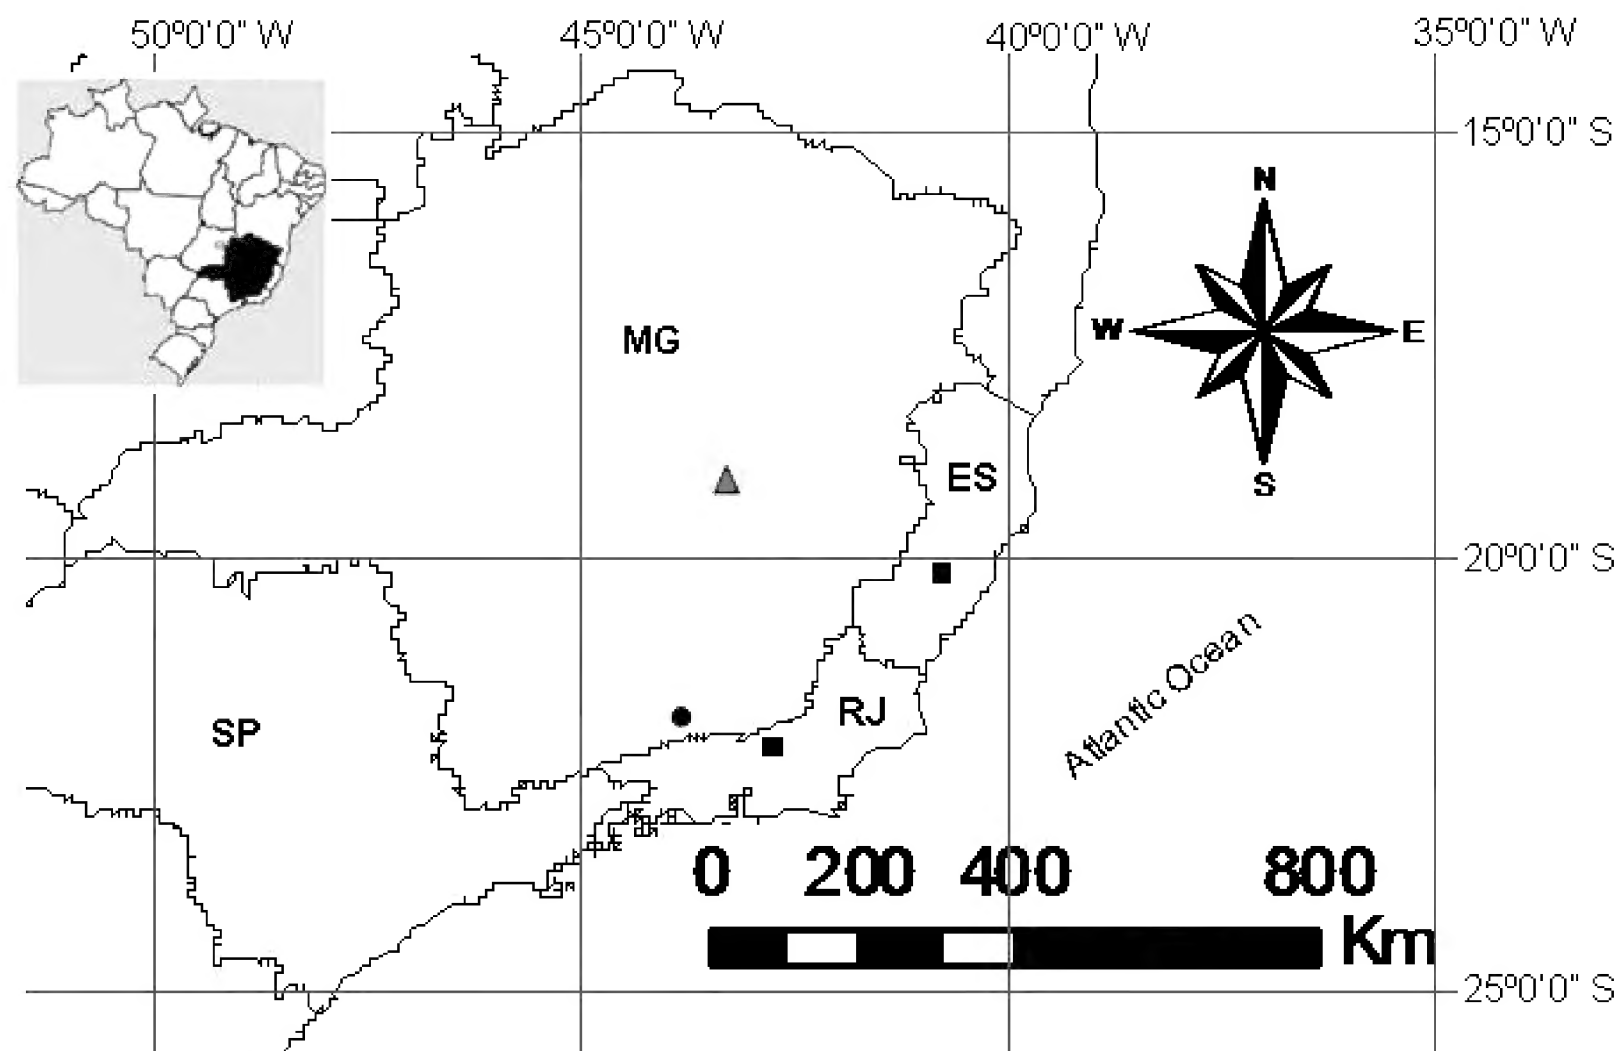 50º0'0" W
45º0'0" W
40º0'0" W
35º0'0" W
15º0'0" S
N
MG
W
E
ES
S
20º0'0" S
Atlantic Ocean
RJ
SP
0 200 400 800
Km
25º0'0" S